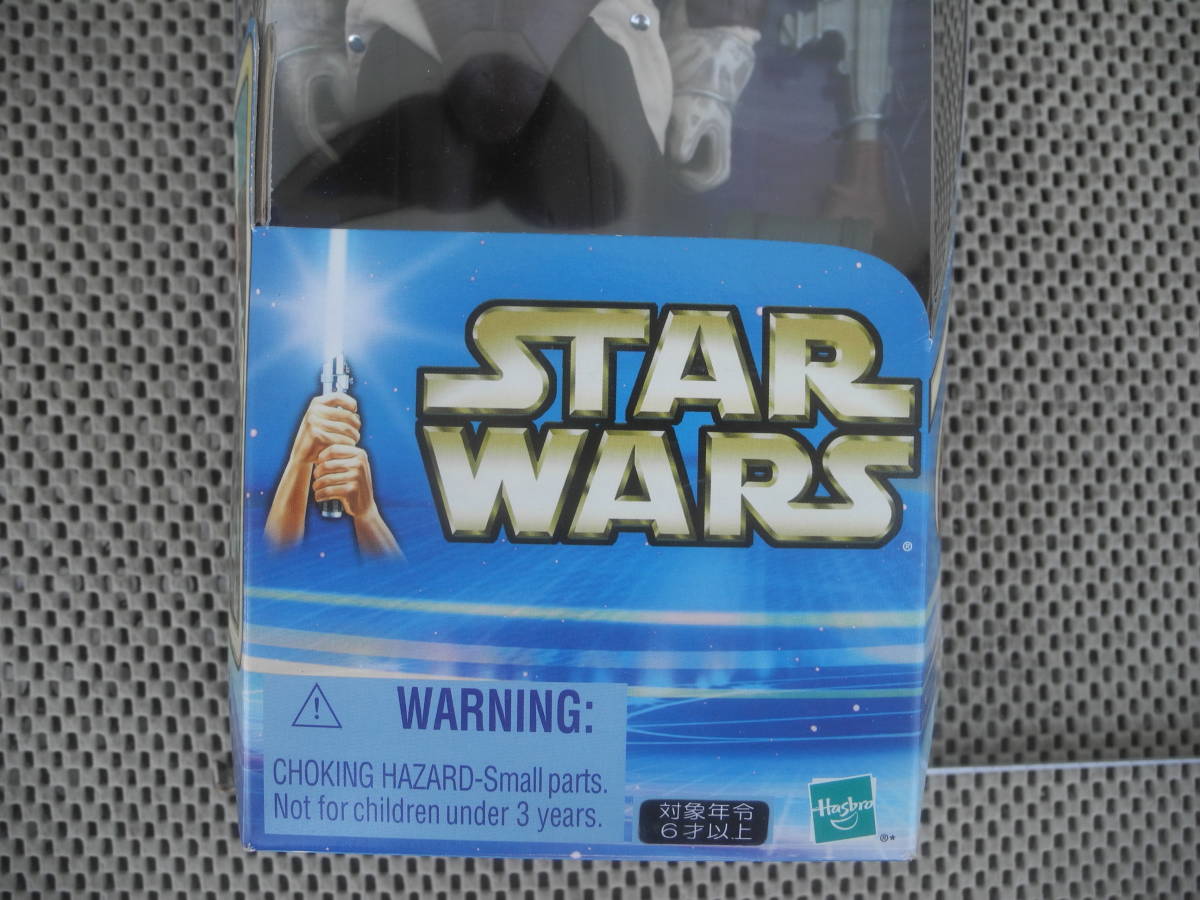 STAR
WARS
®
WARNING:
CHOKING HAZARD-Small parts.
Not for children under 3 years.
対象年令
6才以上
Hasbro
®*